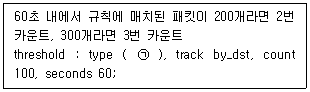 60초 내에서 규칙에 매치된 패킷이 200개라면 2번
카운트, 300개라면 3번 카운트
threshold : type ( ㉠ ), track by_dst, count
100, seconds 60;